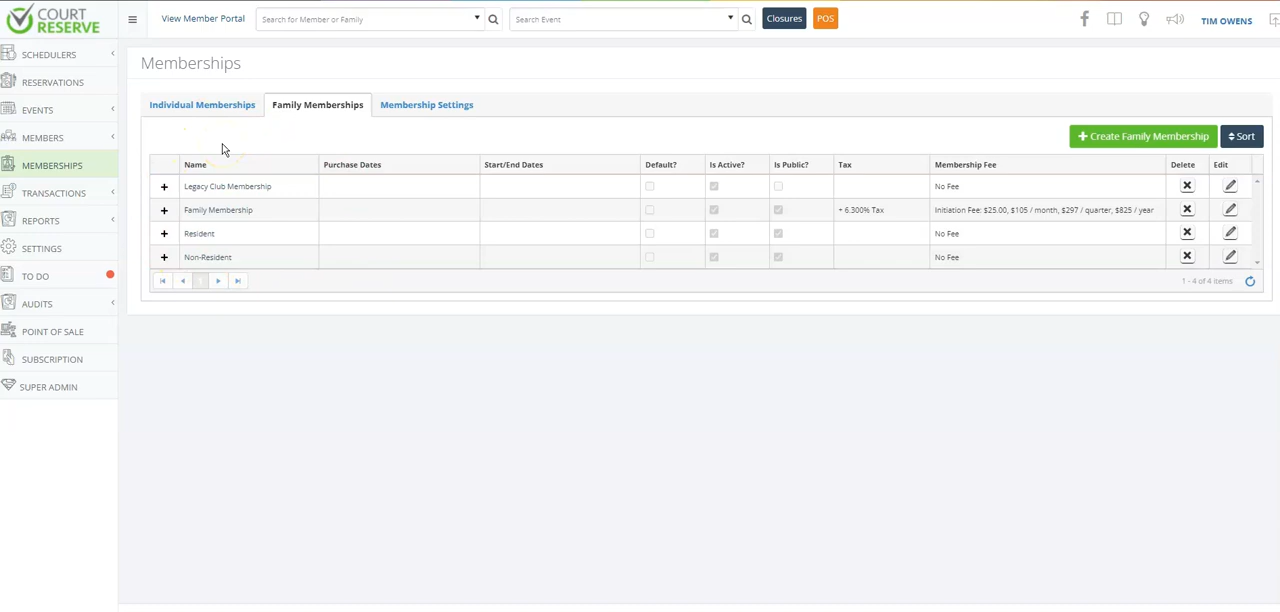 COURT RESERVE
View Member Portal
Search for Member or Family
Search Event
Closures
POS
TIM OWENS
SCHEDULERS
RESERVATIONS
EVENTS
MEMBERS
MEMBERSHIPS
TRANSACTIONS
REPORTS
SETTINGS
TO DO
AUDITS
POINT OF SALE
SUBSCRIPTION
SUPER ADMIN
Memberships
Individual Memberships Family Memberships Membership Settings
Create Family Membership Sort
Name Purchase Dates Start/End Dates Default? Is Active? Is Public? Tax Membership Fee Delete Edit
Legacy Club Membership No Fee
Family Membership + 6.300% Tax Initiation Fee: $25.00, $105 / month, $297 / quarter, $825 / year
Resident No Fee
Non-Resident No Fee
1
1 - 4 of 4 items